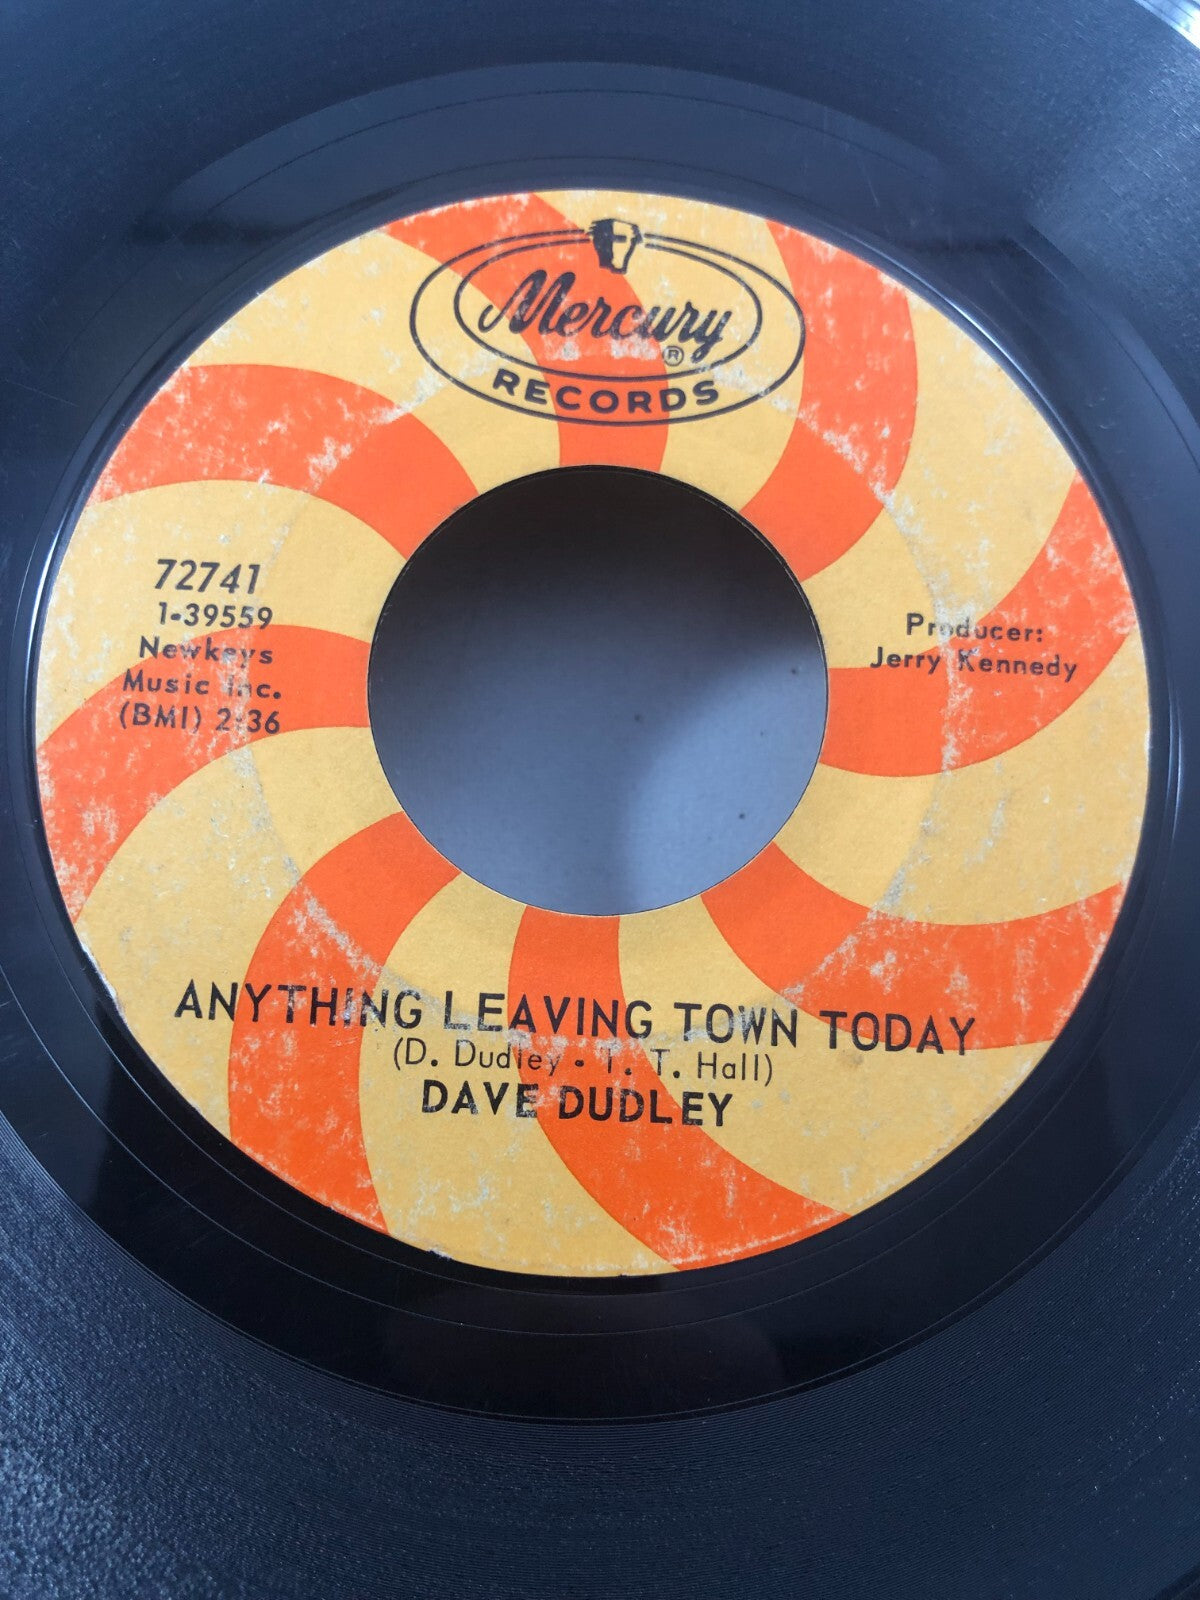 Mercury
®
RECORDS
72741
1-39559
Newkeys
Music Inc.
(BMI) 2:36
Producer:
Jerry Kennedy
ANYTHING LEAVING TOWN TODAY
(D. Dudley • T. T. Hall)
DAVE DUDLEY